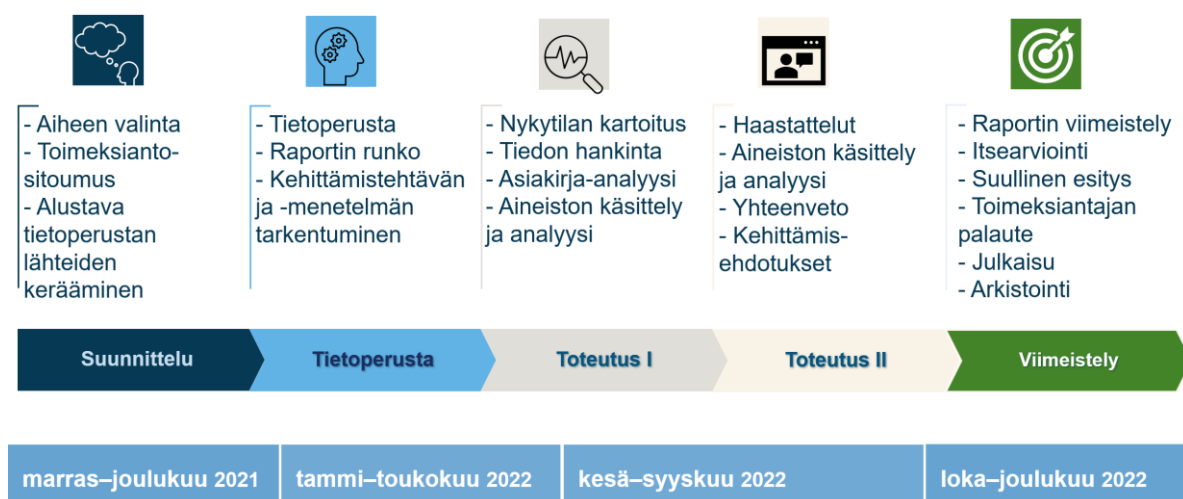 - Aiheen valinta
- Toimeksianto-
sitoumus
- Alustava
tietoperustan
lähteiden
kerääminen
- Tietoperusta
- Raportin runko
- Kehittämistehtävän
ja -menetelmän
tarkentuminen
- Nykytilan kartoitus
- Tiedon hankinta
- Asiakirja-analyysi
- Aineiston käsittely
ja analyysi
- Haastattelut
- Aineiston käsittely
ja analyysi
- Yhteenveto
- Kehittämis-
ehdotukset
- Raportin viimeistely
- Itsearviointi
- Suullinen esitys
- Toimeksiantajan
palaute
- Julkaisu
- Arkistointi
Suunnittelu
Tietoperusta
Toteutus I
Toteutus II
Viimeistely
marras–joulukuu 2021
tammi–toukokuu 2022
kesä–syyskuu 2022
loka–joulukuu 2022